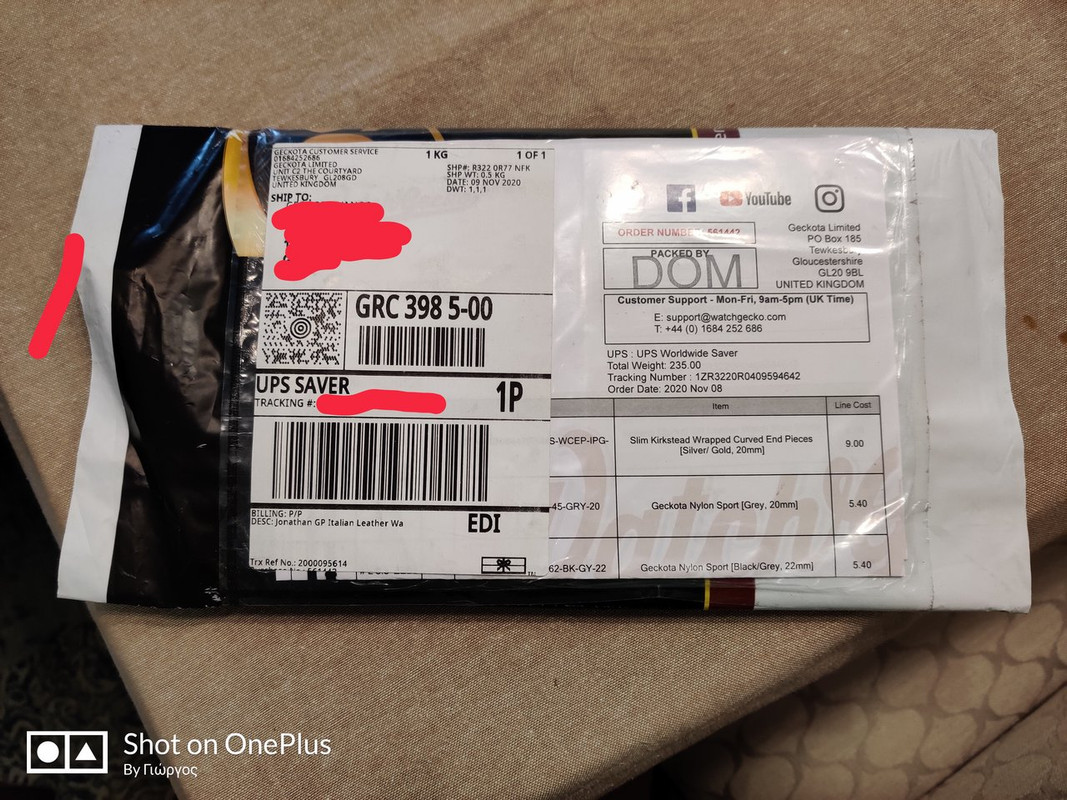 GECKOTA CUSTOMER SERVICE
01684252686
GECKOTA LIMITED
UNIT C2 THE COURTYARD
TEWKESBURY GL208GD
UNITED KINGDOM
1 KG
1 OF 1
SHP#: R322 0R77 NFK
SHP WT: 0.5 KG
DATE: 09 NOV 2020
DWT: 1,1,1
SHIP TO:
GRC 398 5-00
UPS SAVER
TRACKING #:
1P
BILLING: P/P
DESC: Jonathan GP Italian Leather Wa
EDI
Trx Ref No.: 2000095614
YouTube
ORDER NUMBER 561442
PACKED BY
DOM
Geckota Limited
PO Box 185
Tewkesbury
Gloucestershire
GL20 9BL
UNITED KINGDOM
Customer Support - Mon-Fri, 9am-5pm (UK Time)
E: support@watchgecko.com
T: +44 (0) 1684 252 686
UPS : UPS Worldwide Saver
Total Weight: 235.00
Tracking Number : 1ZR3220R0409594642
Order Date: 2020 Nov 08
Item
Line Cost
S-WCEP-IPG-
Slim Kirkstead Wrapped Curved End Pieces
[Silver/ Gold, 20mm]
9.00
45-GRY-20
Geckota Nylon Sport [Grey, 20mm]
5.40
62-BK-GY-22
Geckota Nylon Sport [Black/Grey, 22mm]
5.40
Shot on OnePlus
By Γιώργος